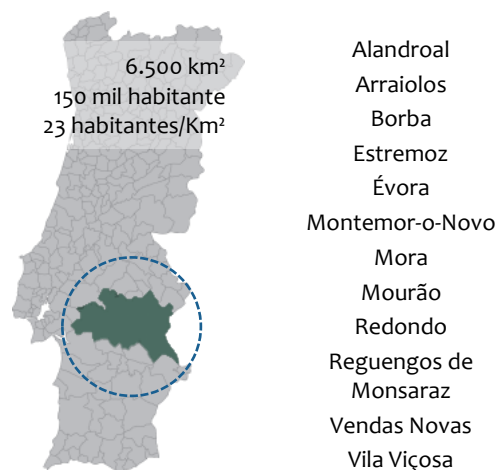 6.500 km²
150 mil habitante
23 habitantes/Km²
Alandroal
Arraiolos
Borba
Estremoz
Évora
Montemor-o-Novo
Mora
Mourão
Redondo
Reguengos de
Monsaraz
Vendas Novas
Vila Viçosa